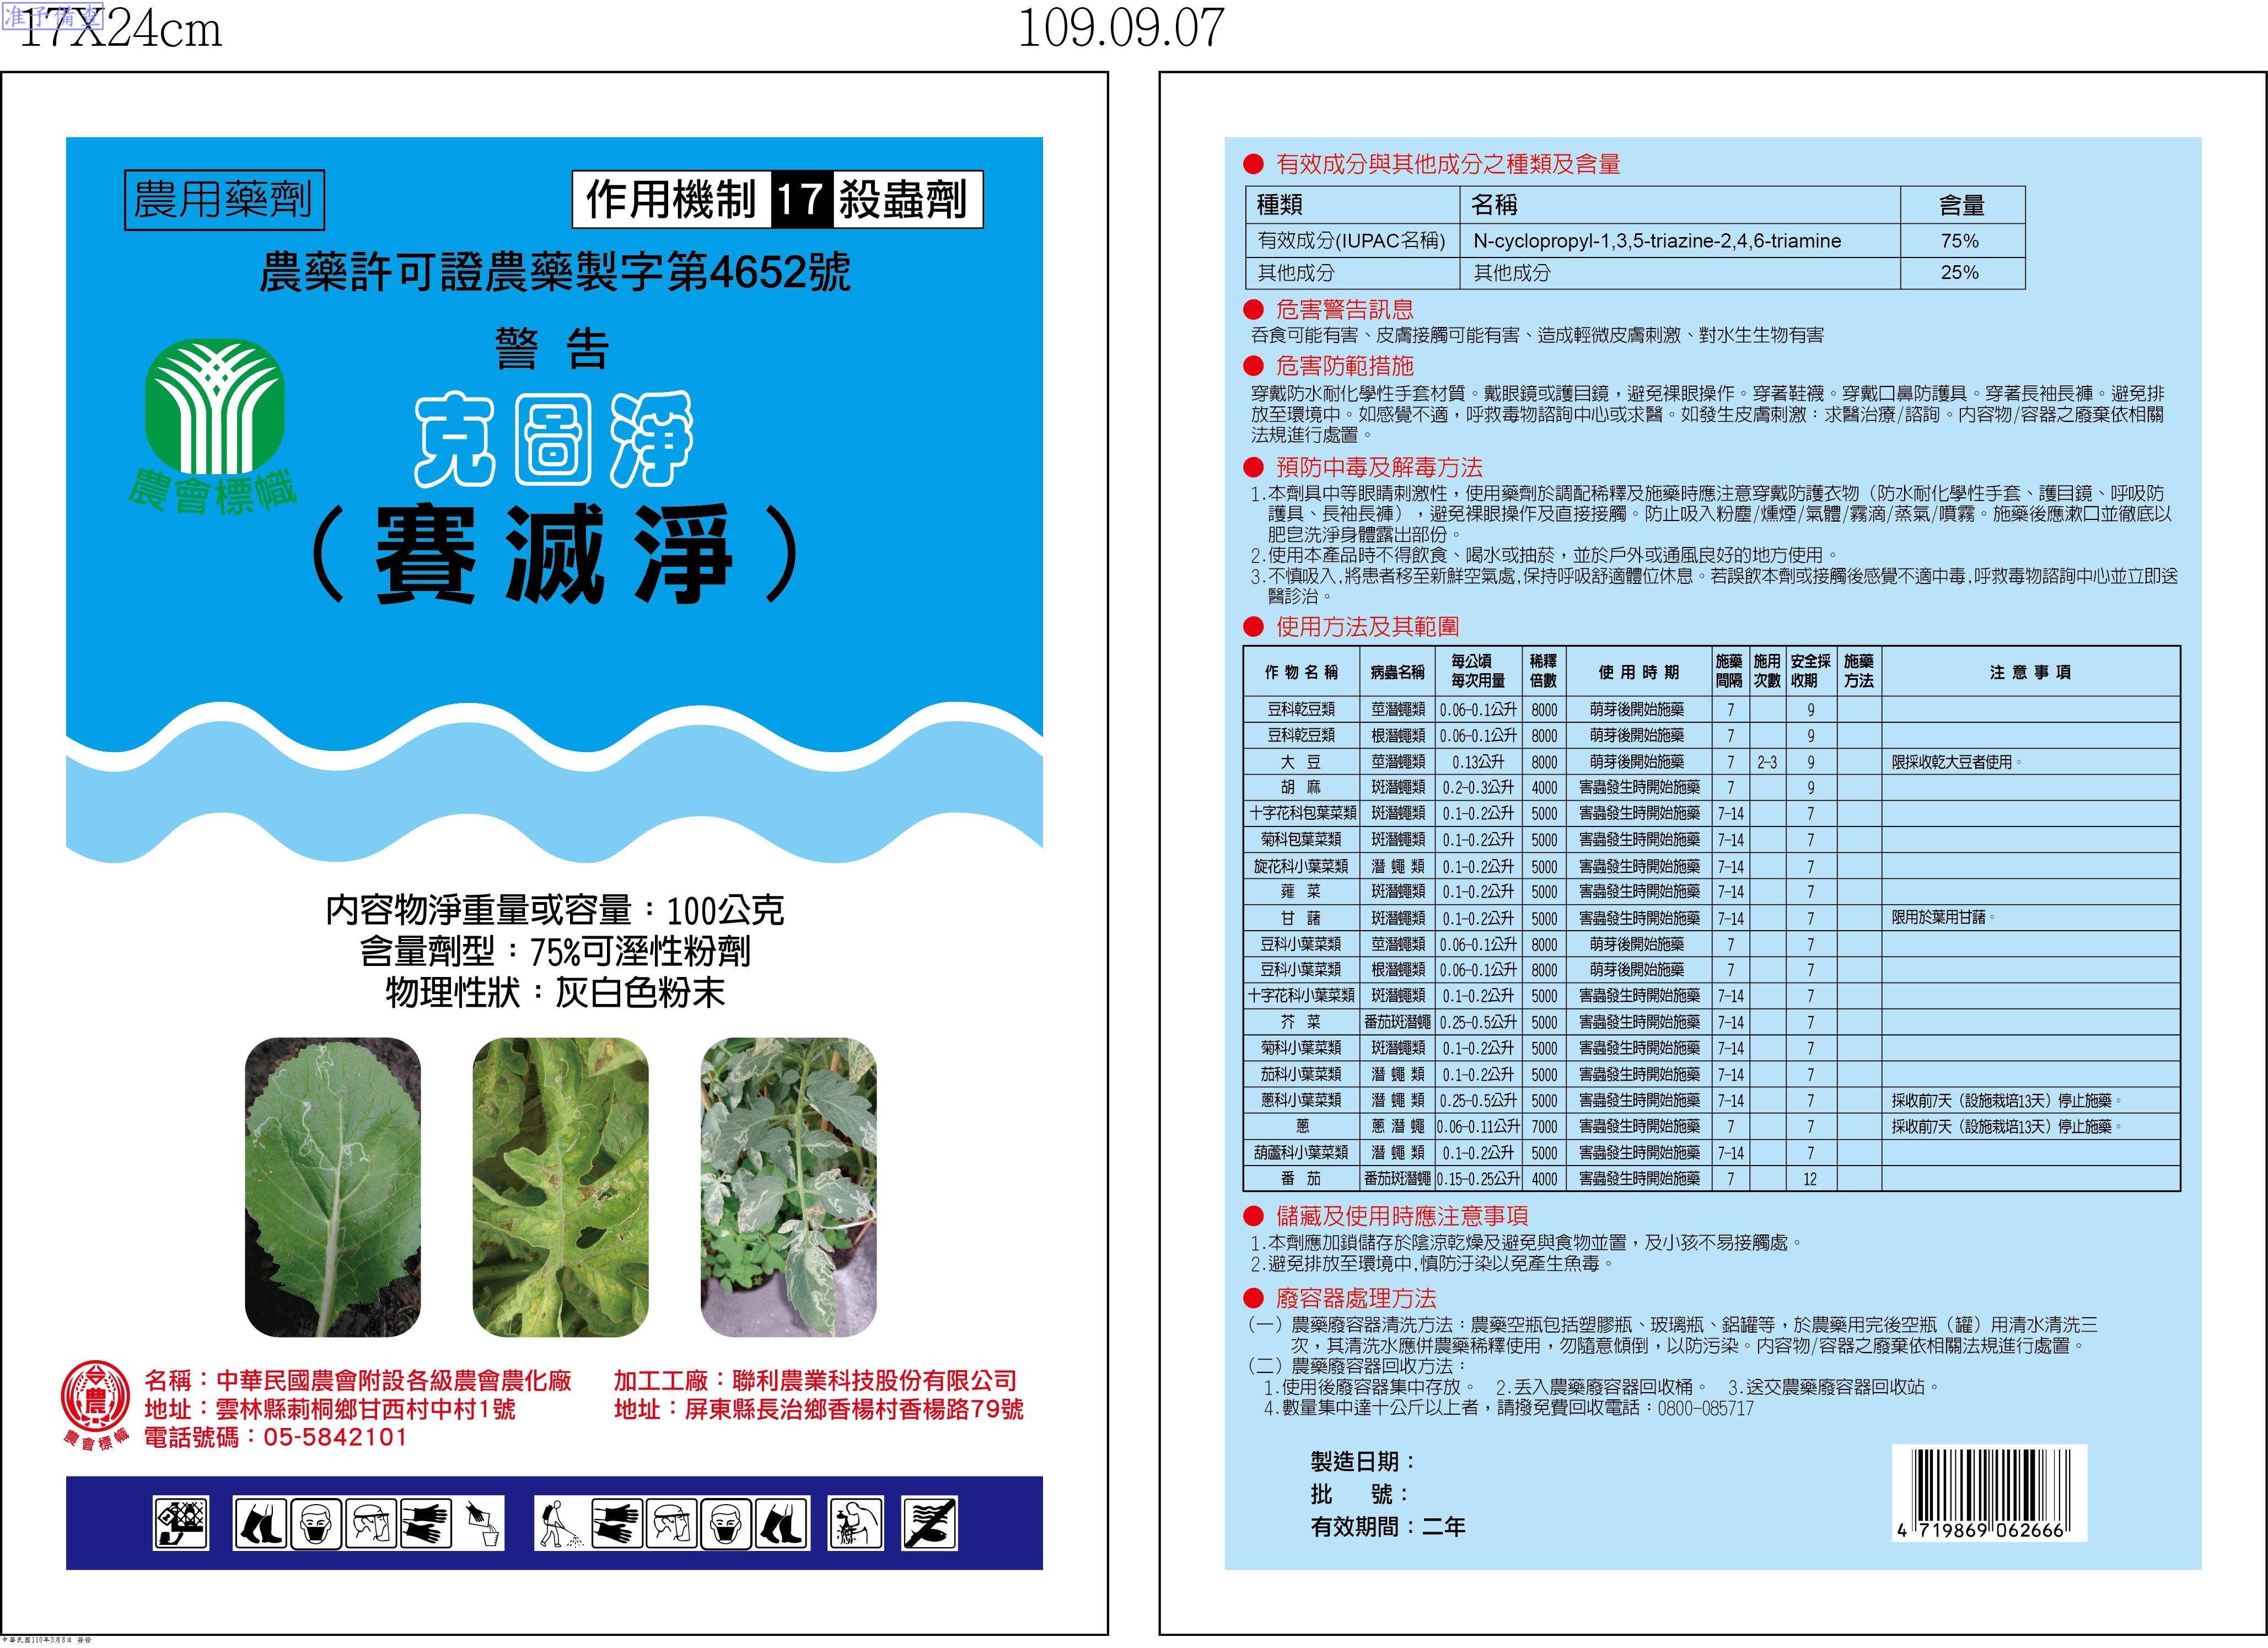 准予備查
17X24cm
109.09.07
農用藥劑
作用機制 17 殺蟲劑
農藥許可證農藥製字第4652號
警告
克圖淨
（賽滅淨）
農會標幟
內容物淨重量或容量：100公克
含量劑型：75%可溼性粉劑
物理性狀：灰白色粉末
名稱：中華民國農會附設各級農會農化廠
地址：雲林縣莿桐鄉甘西村中村1號
電話號碼：05-5842101
加工工廠：聯利農業科技股份有限公司
地址：屏東縣長治鄉香楊村香楊路79號
農
農會標幟
中華民國110年3月8日 簽發
● 有效成分與其他成分之種類及含量
種類 名稱 含量
有效成分(IUPAC名稱) N-cyclopropyl-1,3,5-triazine-2,4,6-triamine 75%
其他成分 其他成分 25%
● 危害警告訊息
吞食可能有害、皮膚接觸可能有害、造成輕微皮膚刺激、對水生生物有害
● 危害防範措施
穿戴防水耐化學性手套材質。戴眼鏡或護目鏡，避免裸眼操作。穿著鞋襪。穿戴口鼻防護具。穿著長袖長褲。避免排
放至環境中。如感覺不適，呼救毒物諮詢中心或求醫。如發生皮膚刺激：求醫治療/諮詢。內容物/容器之廢棄依相關
法規進行處置。
● 預防中毒及解毒方法
1.本劑具中等眼睛刺激性，使用藥劑於調配稀釋及施藥時應注意穿戴防護衣物（防水耐化學性手套、護目鏡、呼吸防
護具、長袖長褲），避免裸眼操作及直接接觸。防止吸入粉塵/燻煙/氣體/霧滴/蒸氣/噴霧。施藥後應漱口並徹底以
肥皂洗淨身體露出部份。
2.使用本產品時不得飲食、喝水或抽菸，並於戶外或通風良好的地方使用。
3.不慎吸入,將患者移至新鮮空氣處,保持呼吸舒適體位休息。若誤飲本劑或接觸後感覺不適中毒,呼救毒物諮詢中心並立即送
醫診治。
● 使用方法及其範圍
作物名稱 病蟲名稱 每公頃每次用量 稀釋倍數 使用時期 施藥間隔 施用次數 安全採收期 施藥方法 注意事項
豆科乾豆類 莖潛蠅類 0.06-0.1公升 8000 萌芽後開始施藥 7 9
豆科乾豆類 根潛蠅類 0.06-0.1公升 8000 萌芽後開始施藥 7 9
大豆 莖潛蠅類 0.13公升 8000 萌芽後開始施藥 7 2-3 9 限採收乾大豆者使用。
胡麻 斑潛蠅類 0.2-0.3公升 4000 害蟲發生時開始施藥 7 9
十字花科包葉菜類 斑潛蠅類 0.1-0.2公升 5000 害蟲發生時開始施藥 7-14 7
菊科包葉菜類 斑潛蠅類 0.1-0.2公升 5000 害蟲發生時開始施藥 7-14 7
旋花科小葉菜類 潛蠅類 0.1-0.2公升 5000 害蟲發生時開始施藥 7-14 7
蕹菜 斑潛蠅類 0.1-0.2公升 5000 害蟲發生時開始施藥 7-14 7
甘藷 斑潛蠅類 0.1-0.2公升 5000 害蟲發生時開始施藥 7-14 7 限用於葉用甘藷。
豆科小葉菜類 莖潛蠅類 0.06-0.1公升 8000 萌芽後開始施藥 7 7
豆科小葉菜類 根潛蠅類 0.06-0.1公升 8000 萌芽後開始施藥 7 7
十字花科小葉菜類 斑潛蠅類 0.1-0.2公升 5000 害蟲發生時開始施藥 7-14 7
芥菜 番茄斑潛蠅 0.25-0.5公升 5000 害蟲發生時開始施藥 7-14 7
菊科小葉菜類 斑潛蠅類 0.1-0.2公升 5000 害蟲發生時開始施藥 7-14 7
茄科小葉菜類 潛蠅類 0.1-0.2公升 5000 害蟲發生時開始施藥 7-14 7
蔥科小葉菜類 潛蠅類 0.25-0.5公升 5000 害蟲發生時開始施藥 7-14 7 採收前7天（設施栽培13天）停止施藥。
蔥 蔥潛蠅 0.06-0.11公升 7000 害蟲發生時開始施藥 7 7 採收前7天（設施栽培13天）停止施藥。
葫蘆科小葉菜類 潛蠅類 0.1-0.2公升 5000 害蟲發生時開始施藥 7-14 7
番茄 番茄斑潛蠅 0.15-0.25公升 4000 害蟲發生時開始施藥 7 12
● 儲藏及使用時應注意事項
1.本劑應加鎖儲存於陰涼乾燥及避免與食物並置，及小孩不易接觸處。
2.避免排放至環境中,慎防汙染以免產生魚毒。
● 廢容器處理方法
（一）農藥廢容器清洗方法：農藥空瓶包括塑膠瓶、玻璃瓶、鋁罐等，於農藥用完後空瓶（罐）用清水清洗三
次，其清洗水應併農藥稀釋使用，勿隨意傾倒，以防污染。內容物/容器之廢棄依相關法規進行處置。
（二）農藥廢容器回收方法：
1.使用後廢容器集中存放。 2.丟入農藥廢容器回收桶。 3.送交農藥廢容器回收站。
4.數量集中達十公斤以上者，請撥免費回收電話：0800-085717
製造日期：
批 號：
有效期間：二年
4 719869 062666